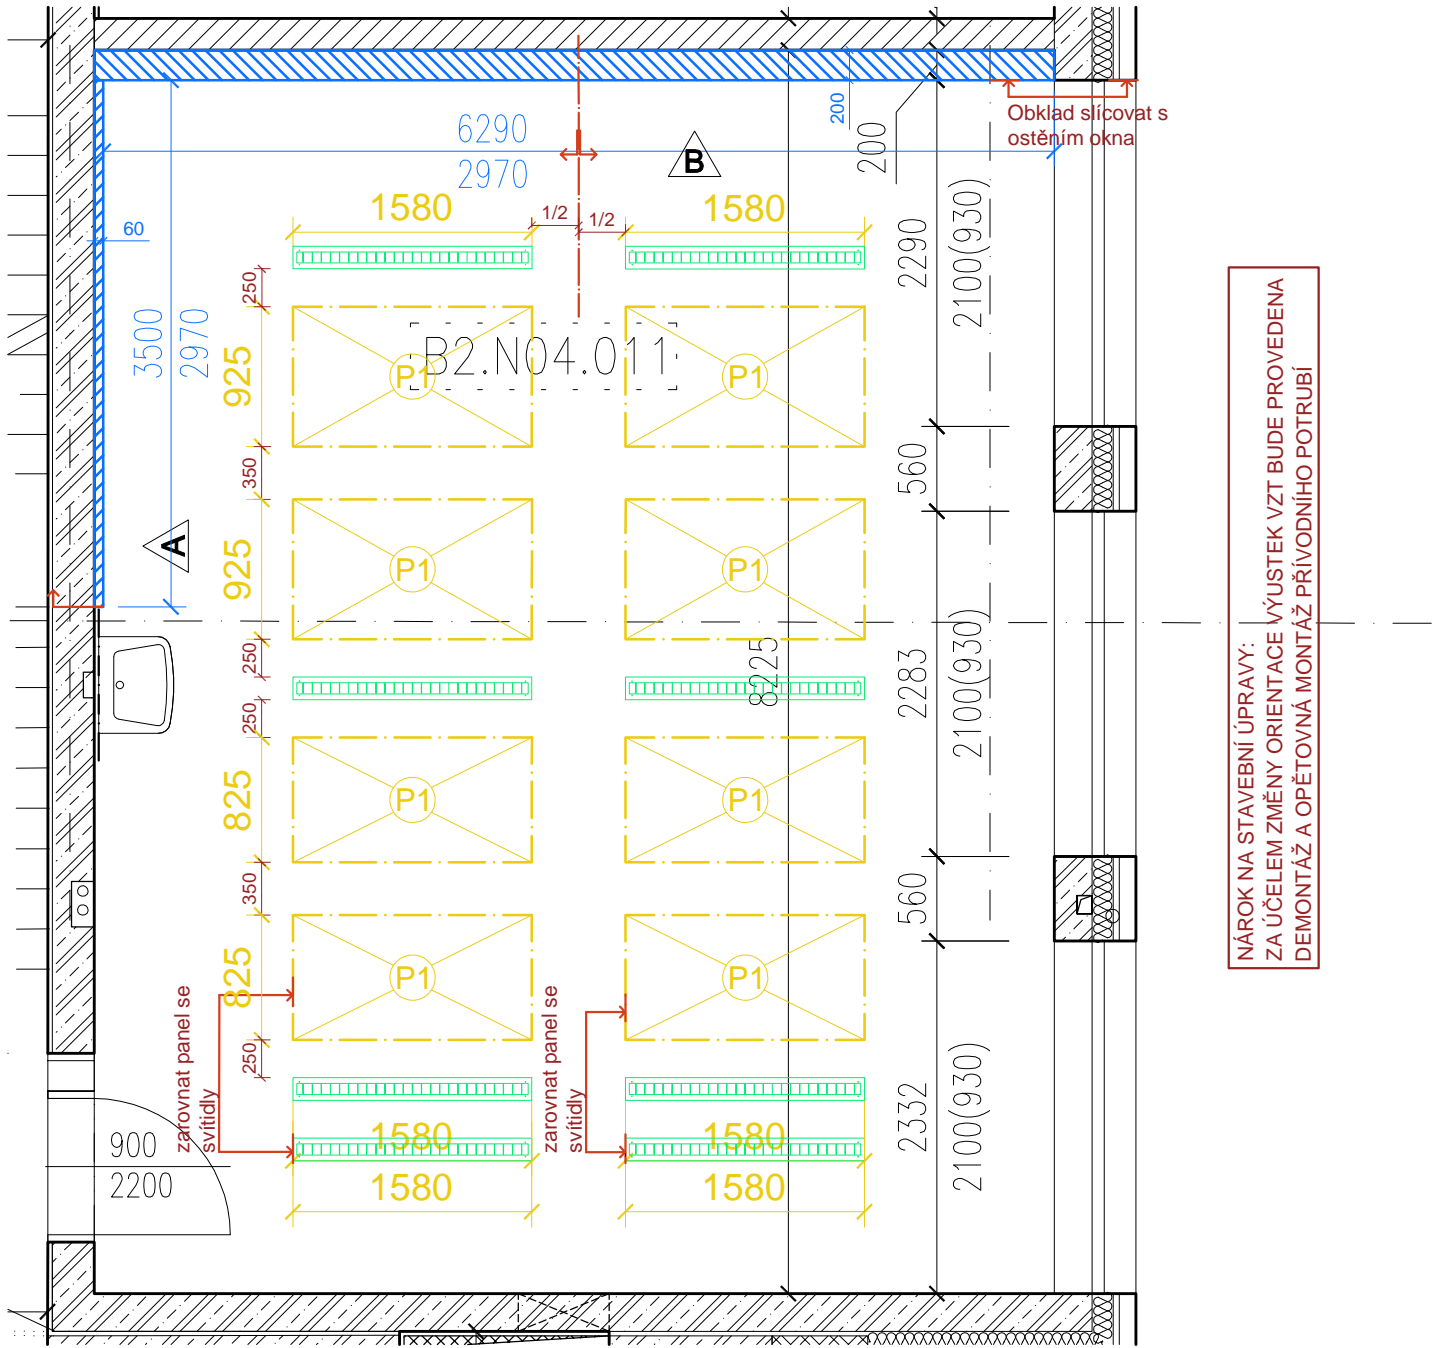 6290
2970
B
200
200
Obklad slícovat s
ostěním okna
1580
1/2
1/2
1580
60
250
3500
2970
B2.N04.011
925
P1
P1
2290
2100(930)
350
560
A
925
P1
P1
250
8225
2283
2100(930)
250
825
P1
P1
350
560
825
P1
P1
zarovnat panel se
svítidly
zarovnat panel se
svítidly
250
2332
2100(930)
900
2200
1580
1580
1580
1580
NÁROK NA STAVEBNÍ ÚPRAVY:
ZA ÚČELEM ZMĚNY ORIENTACE VÝUSTEK VZT BUDE PROVEDENA
DEMONTÁŽ A OPĚTOVNÁ MONTÁŽ PŘÍVODNÍHO POTRUBÍ